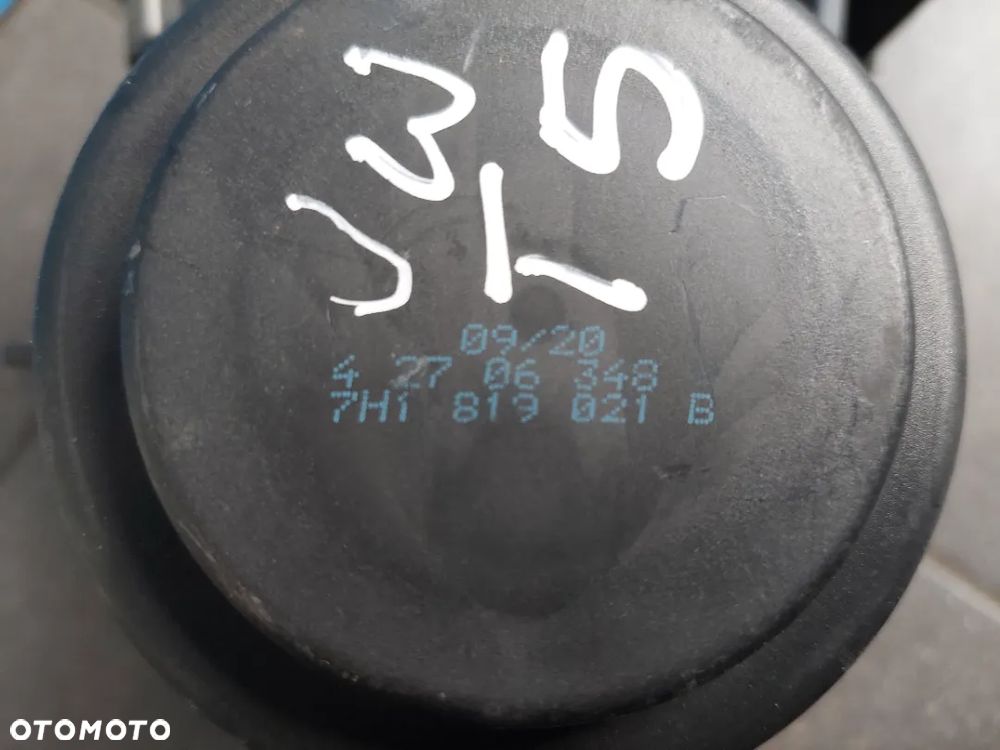 VW
T5
09/20
4 27 06 348
7H1 819 021 B
OTOMOTO